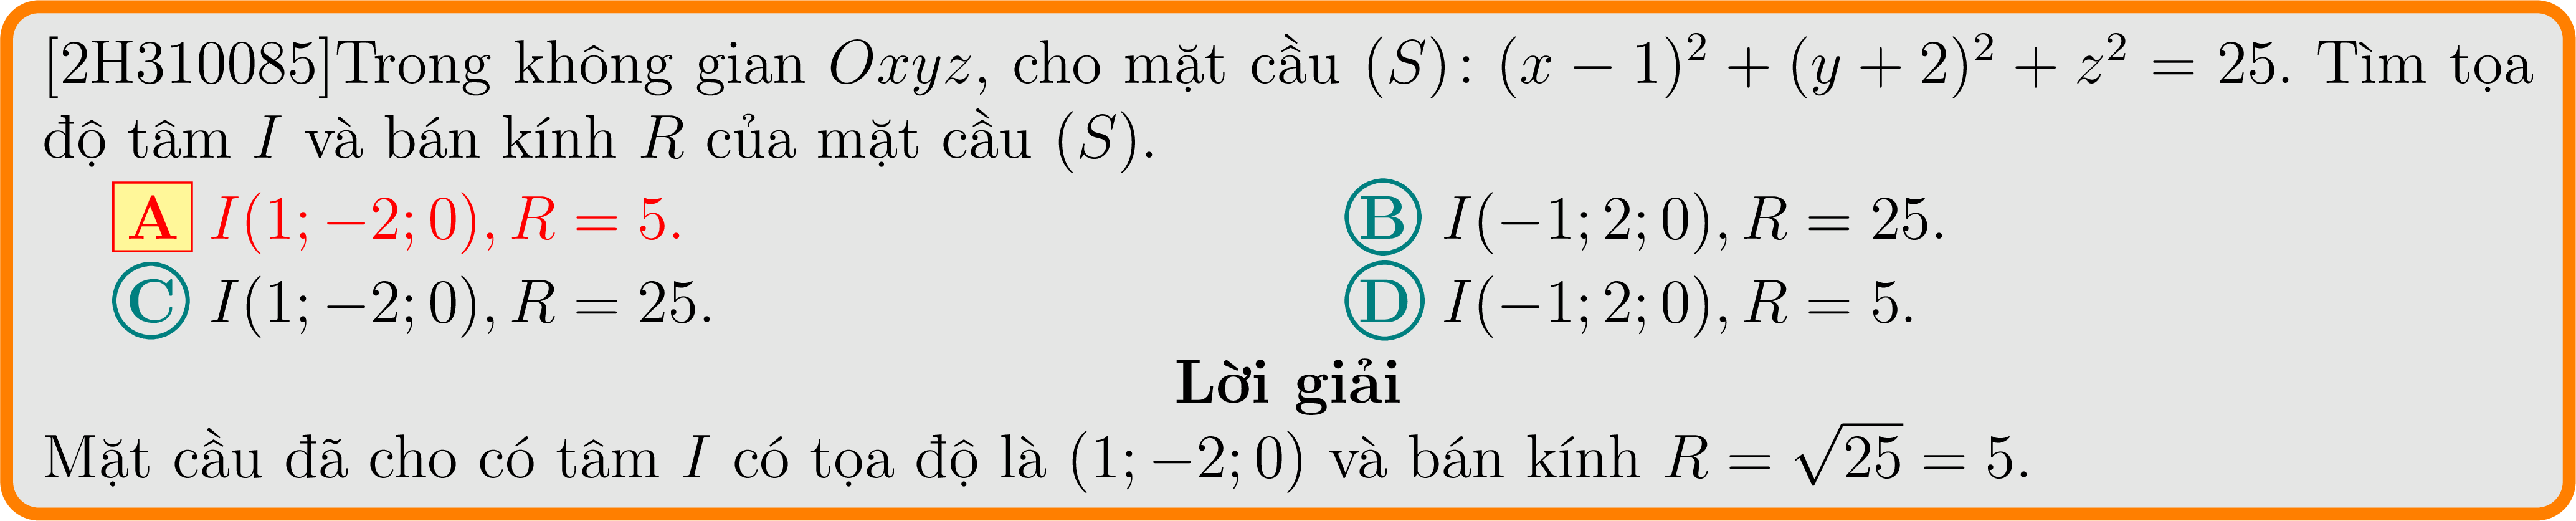 [2H310085]Trong không gian Oxyz, cho mặt cầu (S): (x − 1)² + (y + 2)² + z² = 25. Tìm tọa
độ tâm I và bán kính R của mặt cầu (S).
A I(1; −2; 0), R = 5. B I(−1; 2; 0), R = 25.
C I(1; −2; 0), R = 25. D I(−1; 2; 0), R = 5.
Lời giải
Mặt cầu đã cho có tâm I có tọa độ là (1; −2; 0) và bán kính R = √25 = 5.